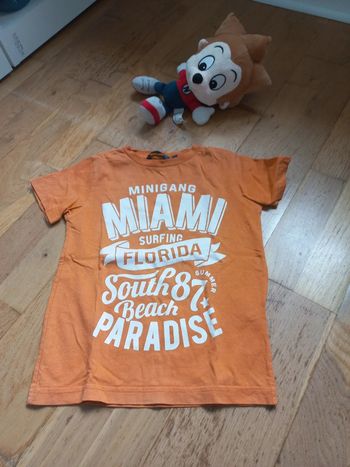 MINIGANG
MIAMI
SURFING
FLORIDA
South 87
SUMMER
Beach
PARADISE